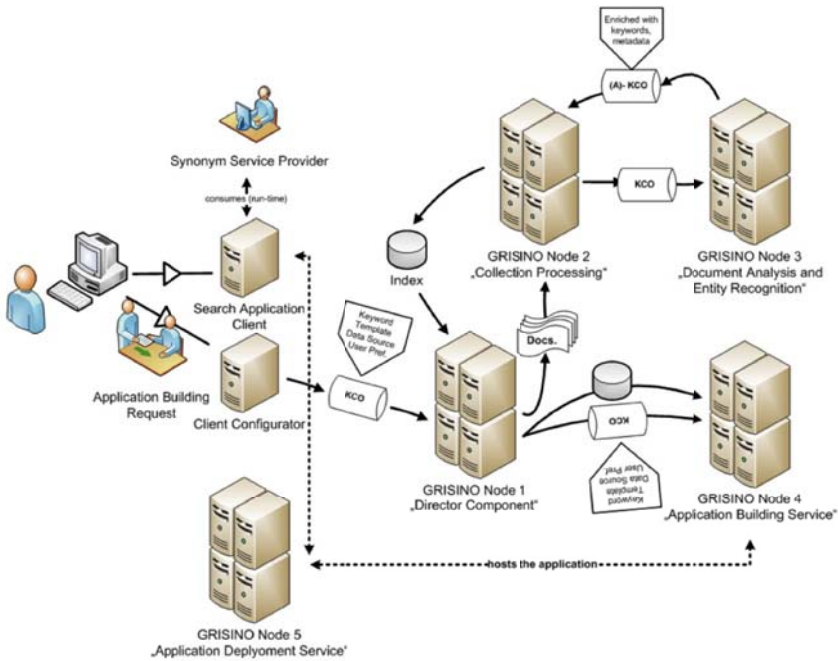 Enriched with
keywords,
metadata
(A)- KCO
Synonym Service Provider
consumes (run-time)
KCO
GRISINO Node 2
„Collection Processing“
GRISINO Node 3
„Document Analysis and
Entity Recognition“
Index
Search Application
Client
Keyword
Template
Data Source
User Pref.
Docs.
Application Building
Request
Client Configurator
KCO
KCO
Keyword
Template
Data Source
User Pref.
GRISINO Node 1
„Director Component“
GRISINO Node 4
„Application Building Service“
hosts the application
GRISINO Node 5
„Application Deplyoment Service‘